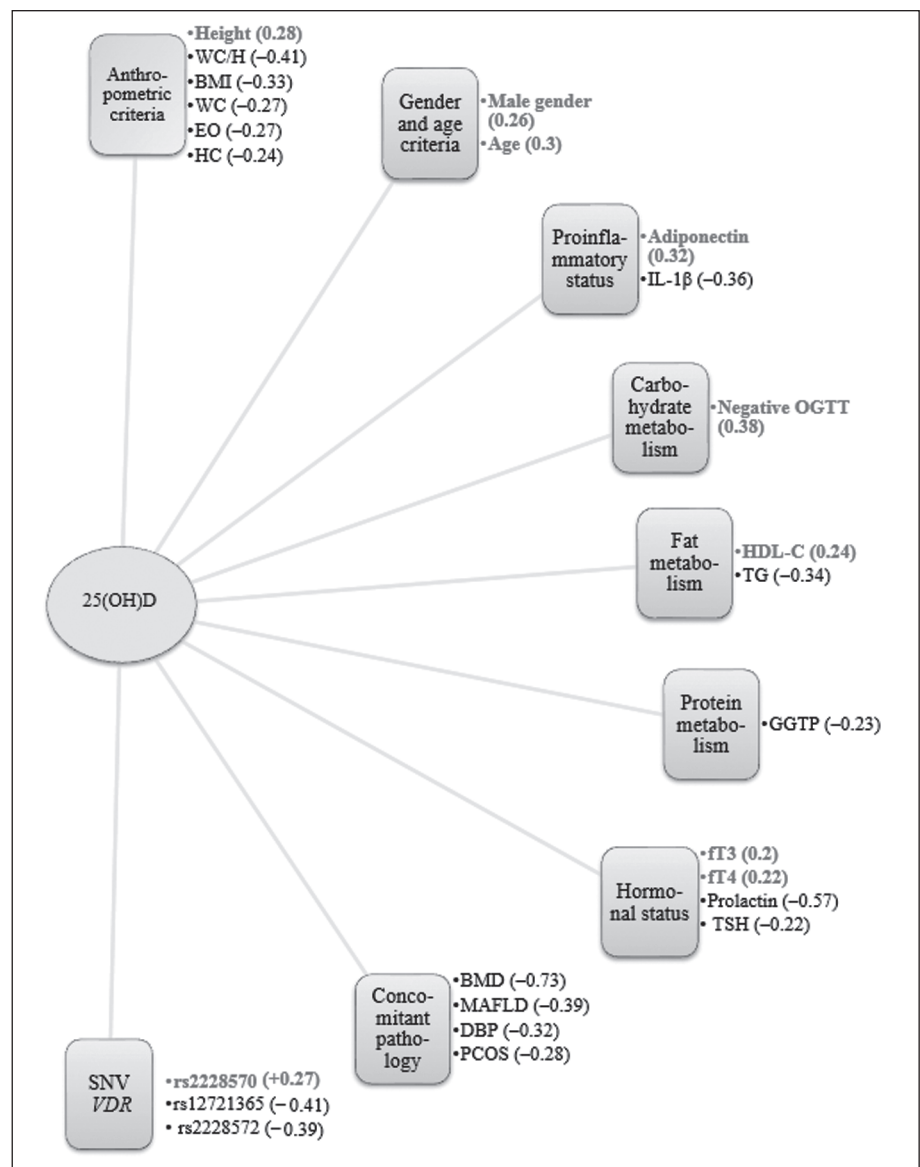 Anthro-
pometric
criteria
•Height (0.28)
•WC/H (–0.41)
•BMI (–0.33)
•WC (–0.27)
•EO (–0.27)
•HC (–0.24)
Gender
and age
criteria
•Male gender
(0.26)
•Age (0.3)
Proinfla-
mmatory
status
•Adiponectin
(0.32)
•IL-1β (–0.36)
Carbo-
hydrate
metabo-
lism
•Negative OGTT
(0.38)
Fat
metabo-
lism
•HDL-C (0.24)
•TG (–0.34)
25(OH)D
Protein
metabo-
lism
•GGTP (–0.23)
Hormo-
nal status
•fT3 (0.2)
•fT4 (0.22)
•Prolactin (–0.57)
• TSH (–0.22)
Conco-
mitant
patho-
logy
•BMD (–0.73)
•MAFLD (–0.39)
•DBP (–0.32)
•PCOS (–0.28)
SNV
VDR
•rs2228570 (+0.27)
•rs12721365 (– 0.41)
• rs2228572 (–0.39)